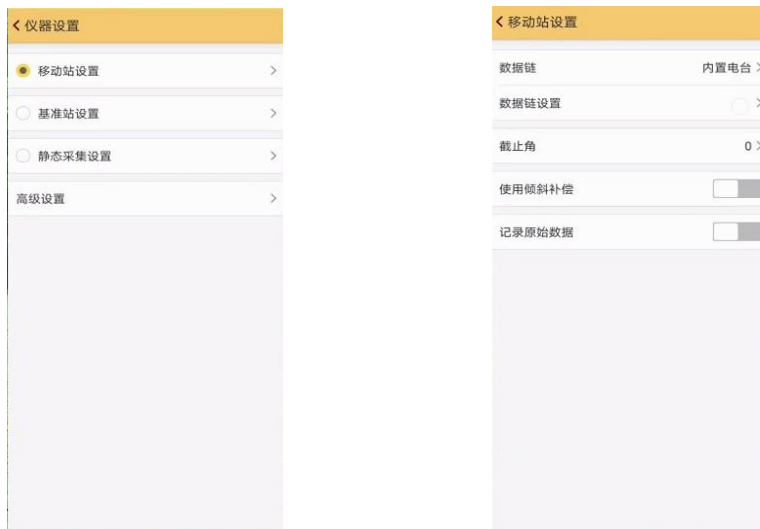 仪器设置
移动站设置
基准站设置
静态采集设置
高级设置
移动站设置
数据链 内置电台
数据链设置
截止角 0
使用倾斜补偿
记录原始数据